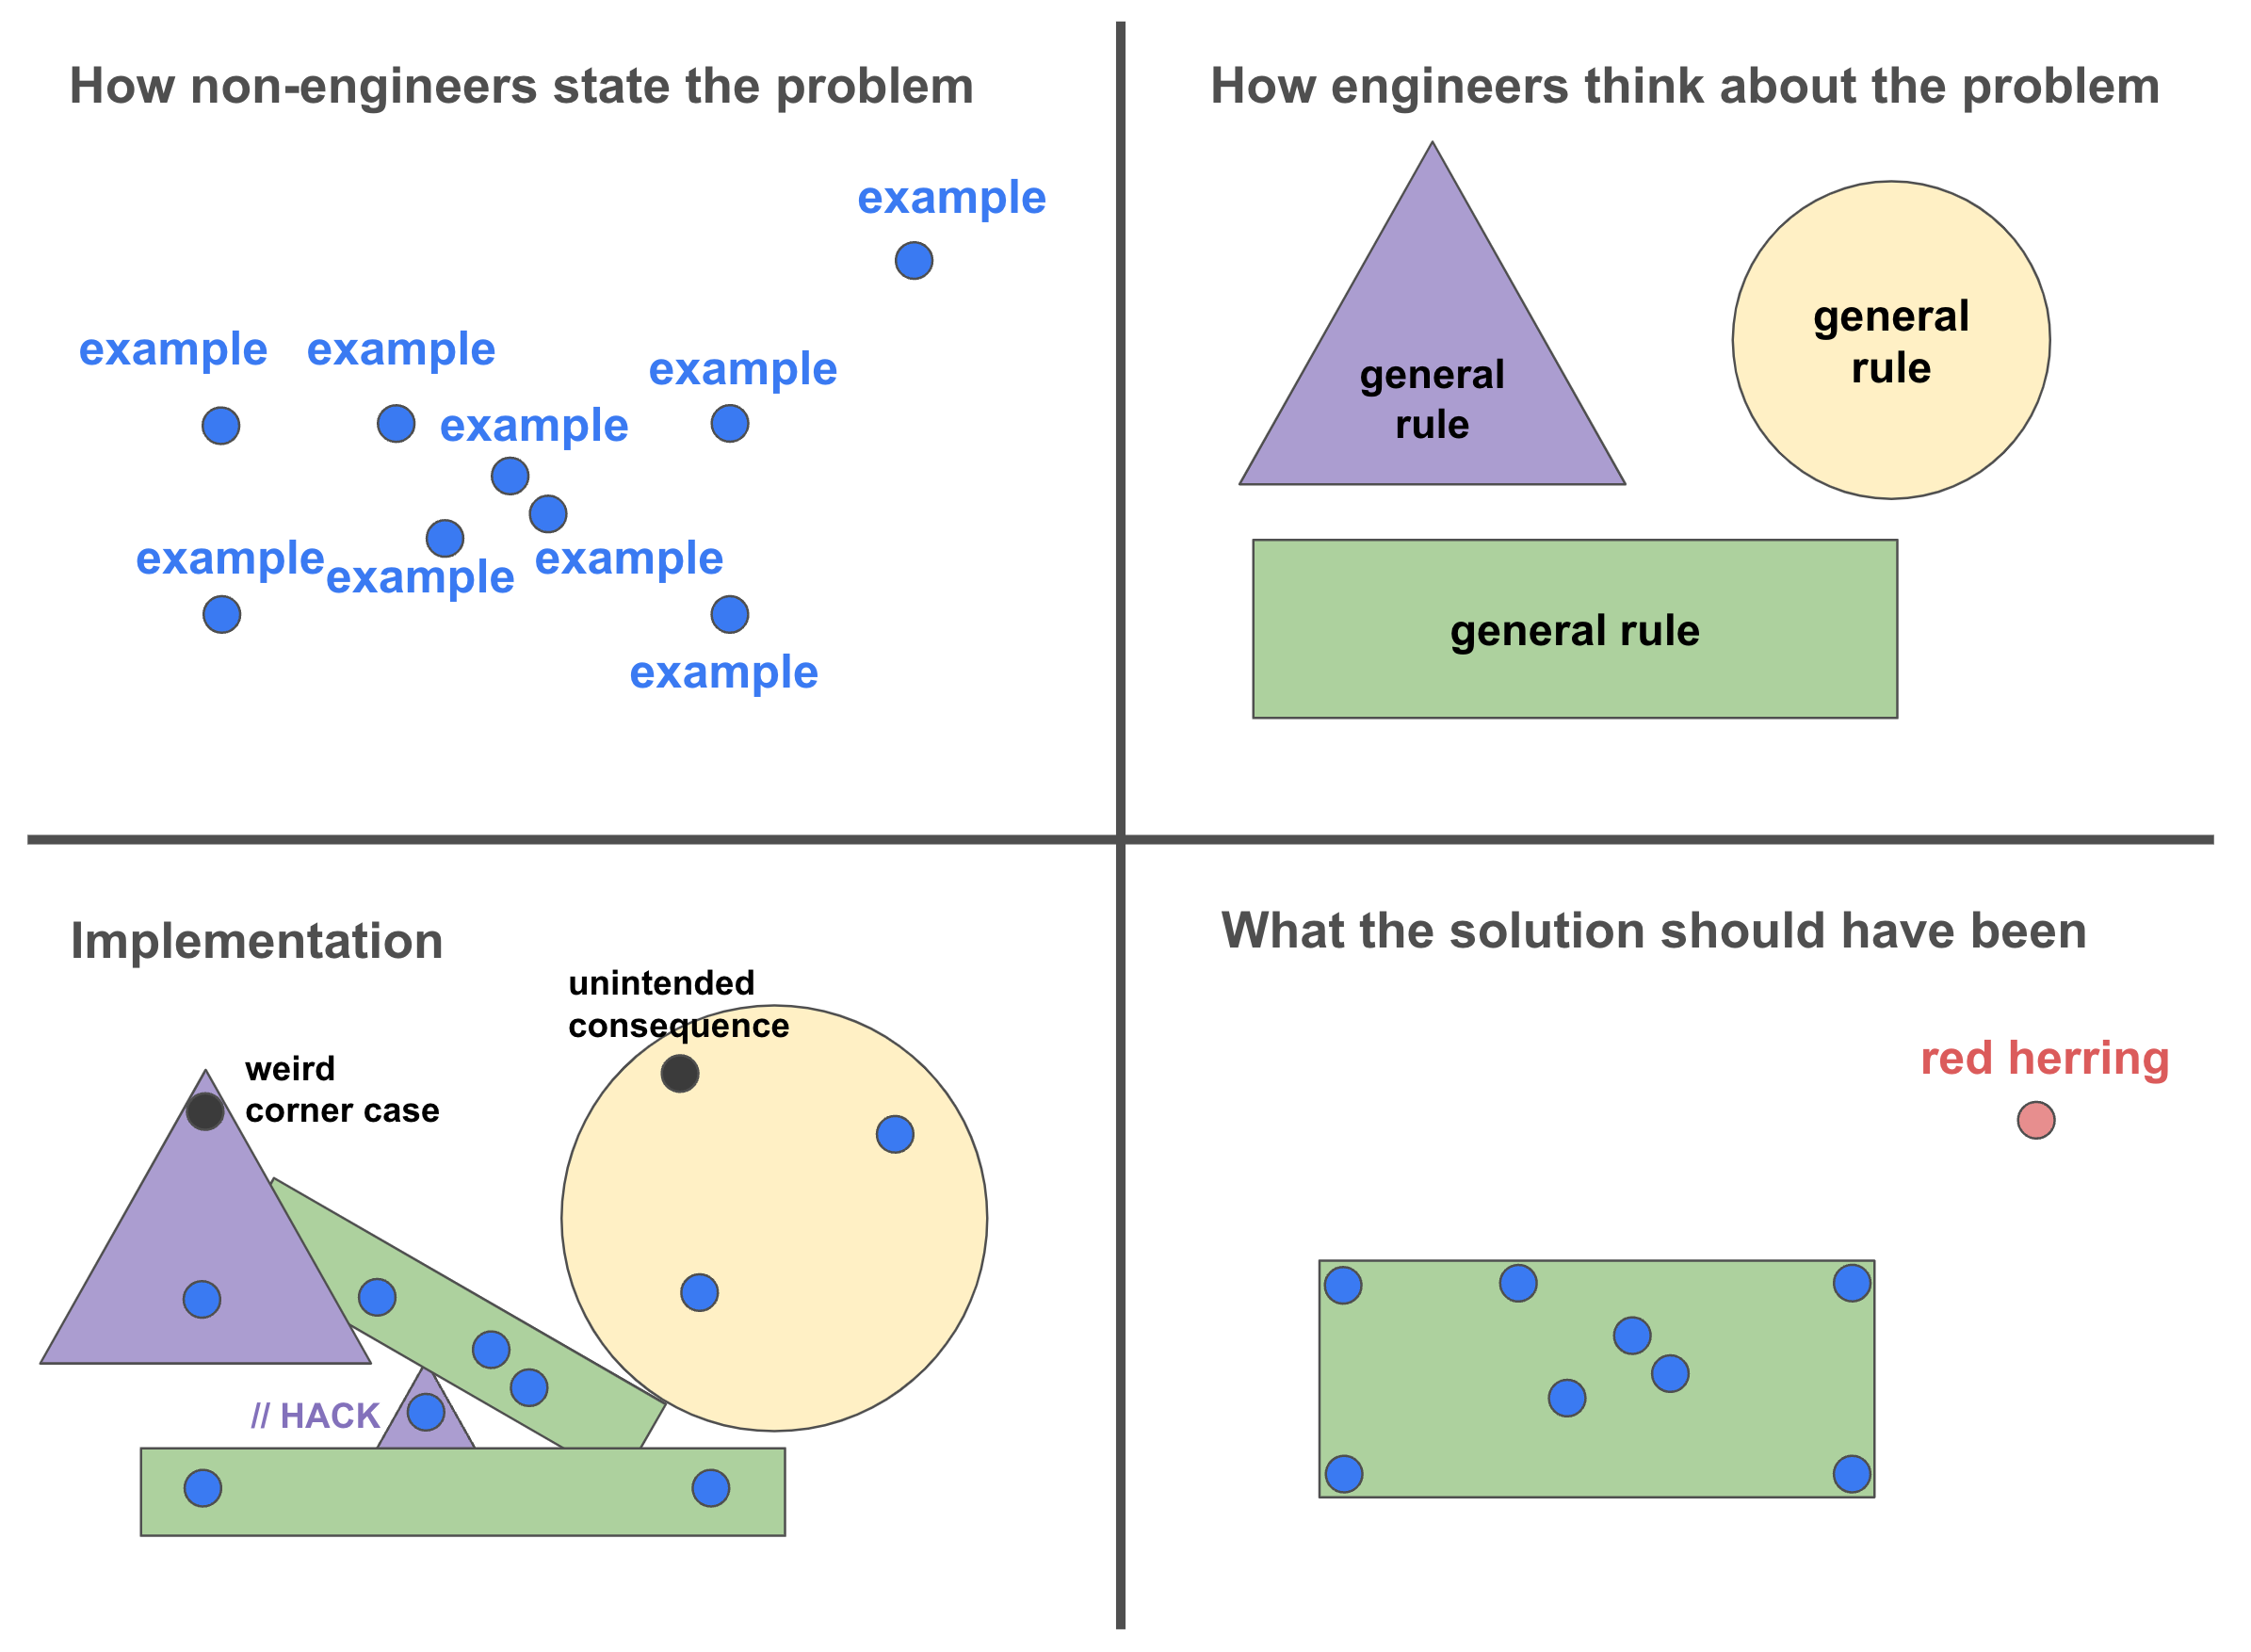 How non-engineers state the problem
example
example
example
example
example
example
example
example
example
How engineers think about the problem
general
rule
general
rule
general rule
Implementation
unintended
consequence
weird
corner case
// HACK
What the solution should have been
red herring